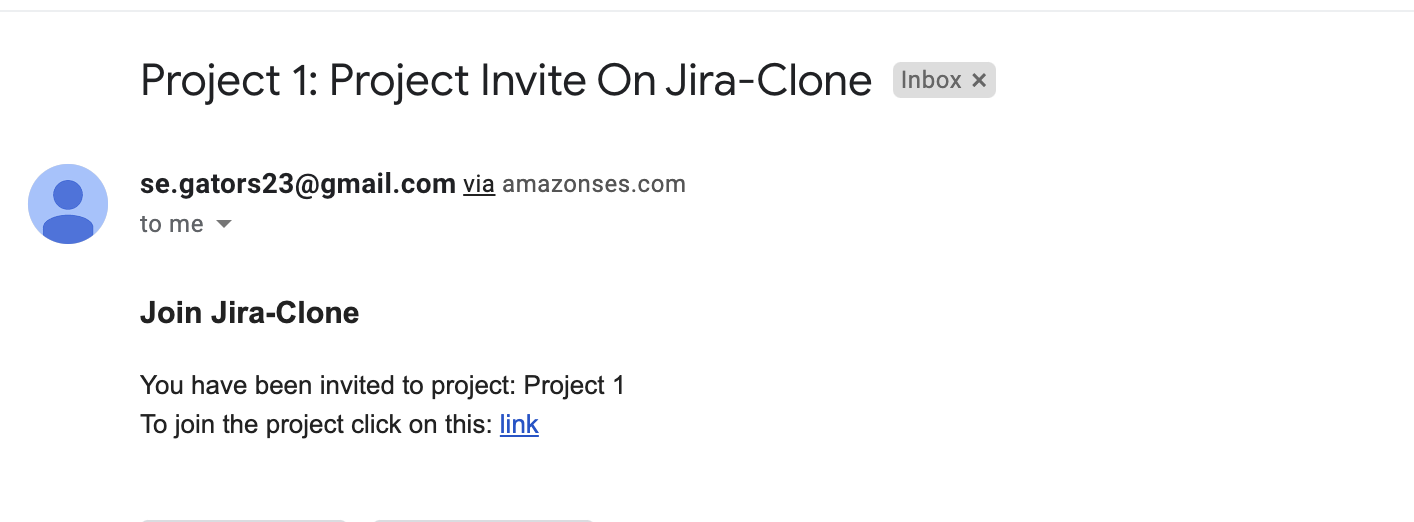 Project 1: Project Invite On Jira-Clone Inbox ×
se.gators23@gmail.com via amazonses.com
to me
Join Jira-Clone
You have been invited to project: Project 1
To join the project click on this: link